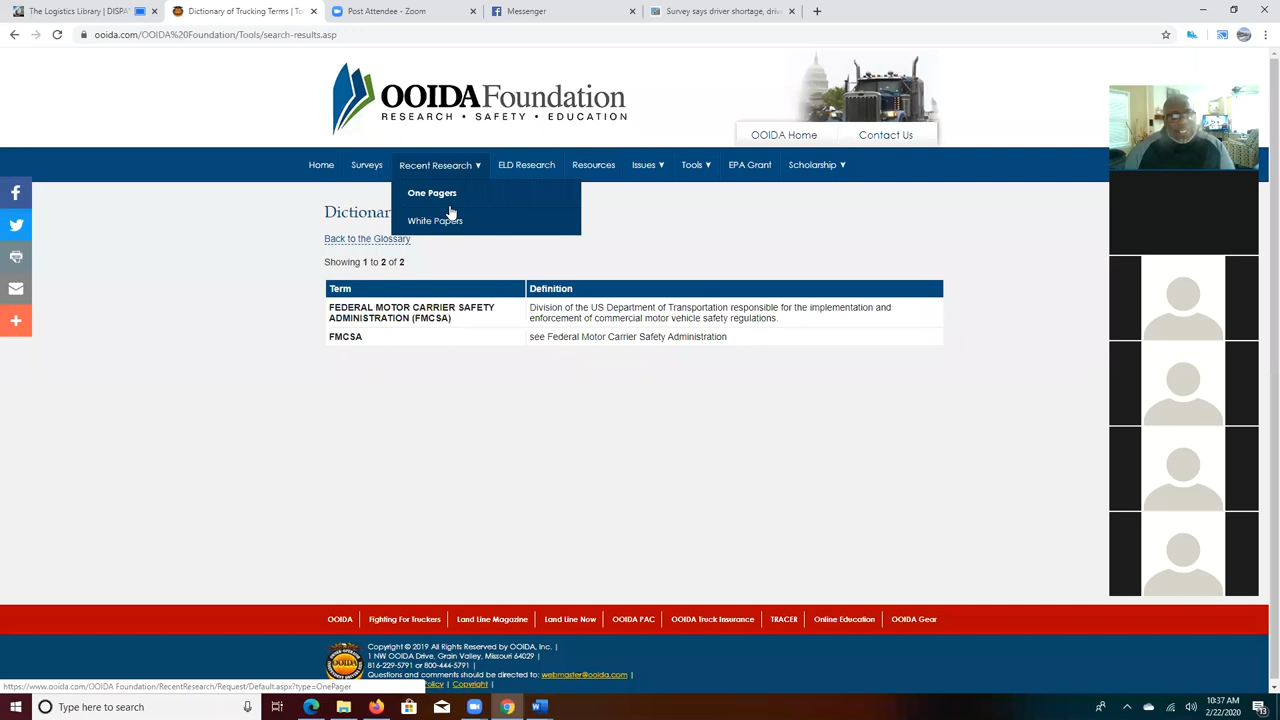 The Logistics Library | DISPA
Dictionary of Trucking Terms | To
Post Attendee - Zoom
Messenger
Survey says driver shortage, driv
ooida.com/OOIDA%20Foundation/Tools/search-results.asp
OOIDA Foundation
RESEARCH • SAFETY • EDUCATION
OOIDA Home
Contact Us
Home
Surveys
Recent Research ▾
ELD Research
Resources
Issues ▾
Tools ▾
EPA Grant
Scholarship ▾
One Pagers
White Papers
Dictionar
Back to the Glossary
Showing 1 to 2 of 2
Term Definition
FEDERAL MOTOR CARRIER SAFETY Division of the US Department of Transportation responsible for the implementation and
ADMINISTRATION (FMCSA) enforcement of commercial motor vehicle safety regulations.
FMCSA see Federal Motor Carrier Safety Administration
OOIDA | Fighting For Truckers | Land Line Magazine | Land Line Now | OOIDA PAC | OOIDA Truck Insurance | TRACER | Online Education | OOIDA Gear
Copyright © 2019 All Rights Reserved by OOIDA, Inc. |
1 NW OOIDA Drive, Grain Valley, Missouri 64029 |
816-229-5791 or 800-444-5791 |
OOIDA
Questions and comments should be directed to: webmaster@ooida.com |
Policy | Copyright |
https://www.ooida.com/OOIDA Foundation/RecentResearch/Request/Default.aspx?type=OnePager
Type here to search
10:37 AM
2/22/2020
13